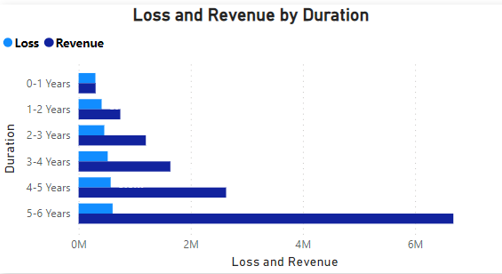 Loss and Revenue by Duration
Loss Revenue
0-1 Years
1-2 Years
2-3 Years
3-4 Years
4-5 Years
5-6 Years
Duration
0M 2M 4M 6M
Loss and Revenue